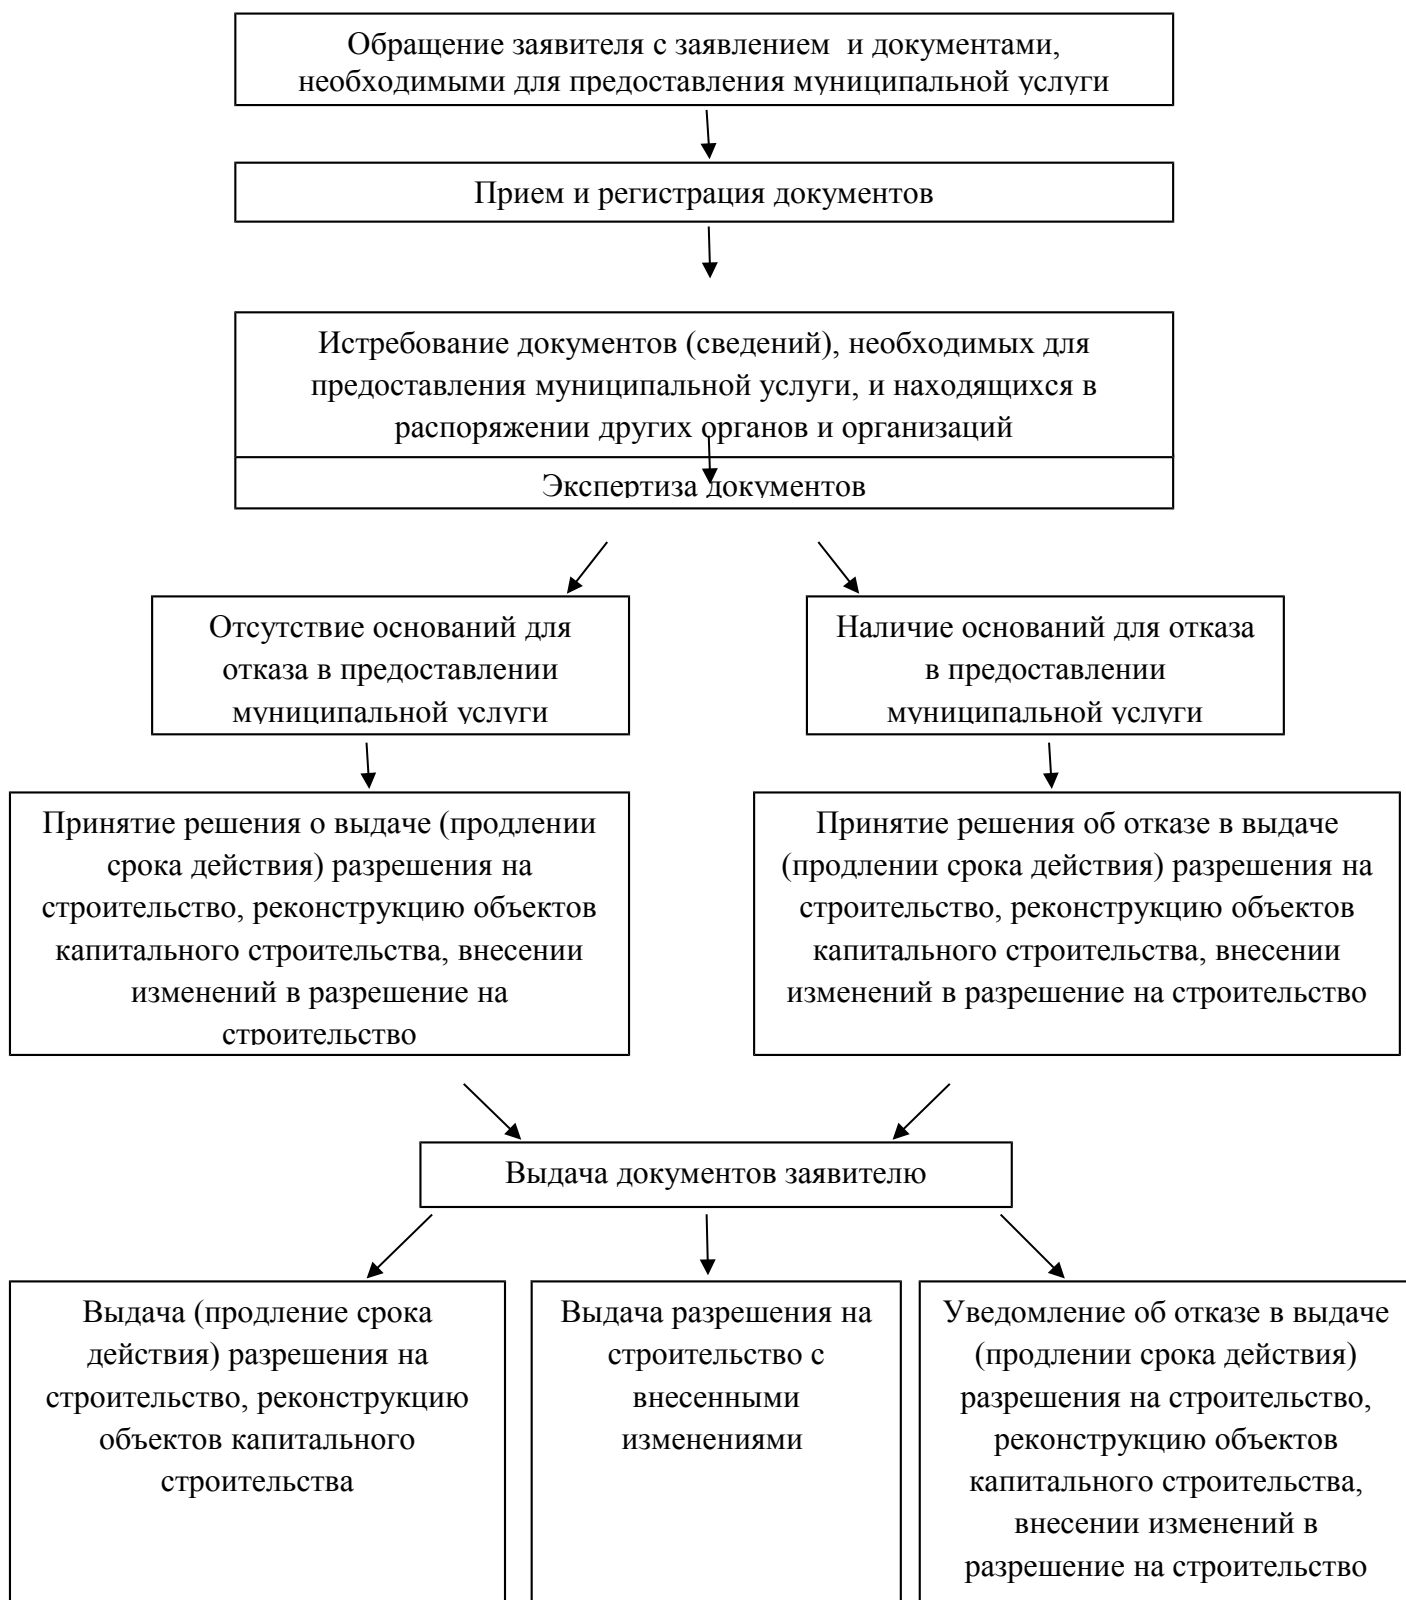 Обращение заявителя с заявлением и документами,
необходимыми для предоставления муниципальной услуги
Прием и регистрация документов
Истребование документов (сведений), необходимых для
предоставления муниципальной услуги, и находящихся в
распоряжении других органов и организаций
Экспертиза документов
Отсутствие оснований для
отказа в предоставлении
муниципальной услуги
Наличие оснований для отказа
в предоставлении
муниципальной услуги
Принятие решения о выдаче (продлении
срока действия) разрешения на
строительство, реконструкцию объектов
капитального строительства, внесении
изменений в разрешение на
строительство
Принятие решения об отказе в выдаче
(продлении срока действия) разрешения на
строительство, реконструкцию объектов
капитального строительства, внесении
изменений в разрешение на строительство
Выдача документов заявителю
Выдача (продление срока
действия) разрешения на
строительство, реконструкцию
объектов капитального
строительства
Выдача разрешения на
строительство с
внесенными
изменениями
Уведомление об отказе в выдаче
(продлении срока действия)
разрешения на строительство,
реконструкцию объектов
капитального строительства,
внесении изменений в
разрешение на строительство